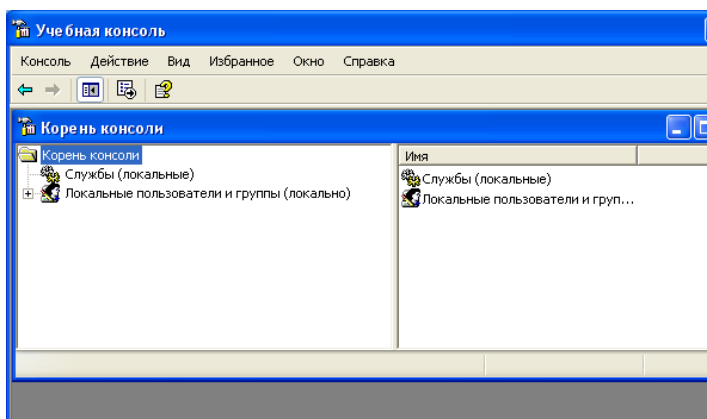 Учебная консоль
Консоль Действие Вид Избранное Окно Справка
Корень консоли
Корень консоли
Службы (локальные)
Локальные пользователи и группы (локально)
Имя
Службы (локальные)
Локальные пользователи и груп...